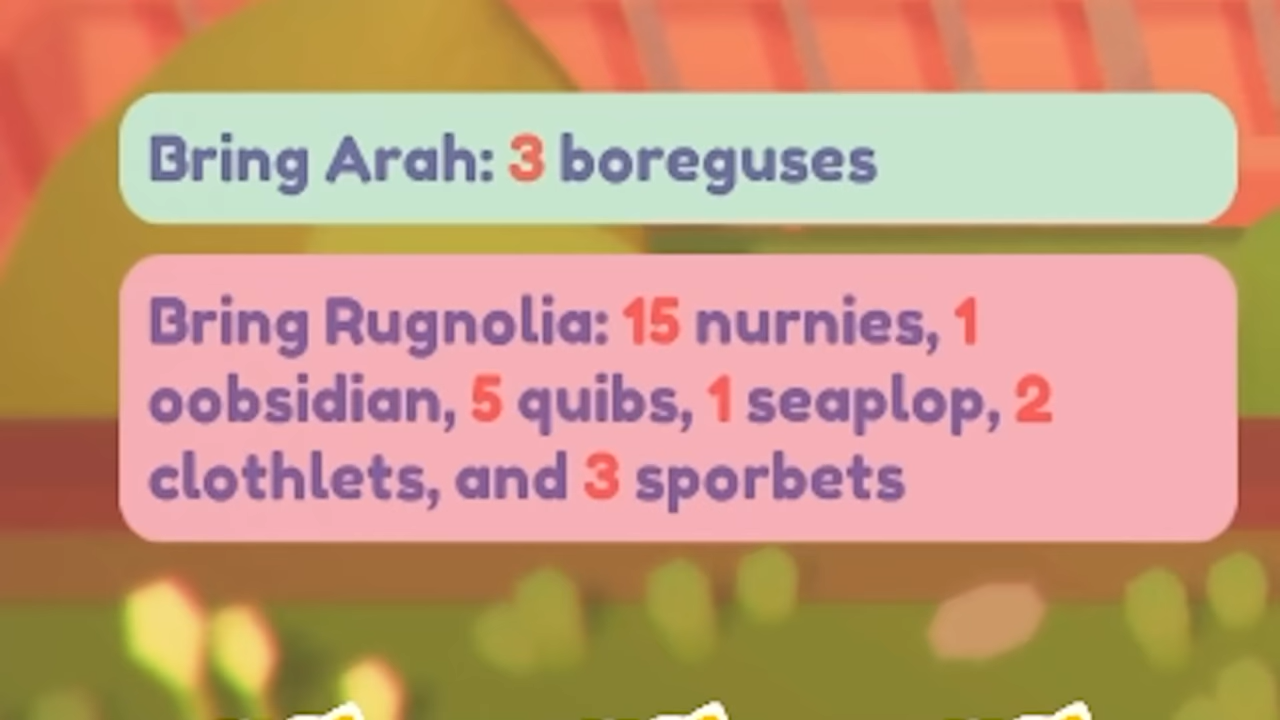 Bring Arah: 3 boreguses
Bring Rugnolia: 15 nurnies, 1
oobsidian, 5 quibs, 1 seaplop, 2
clothlets, and 3 sporbets